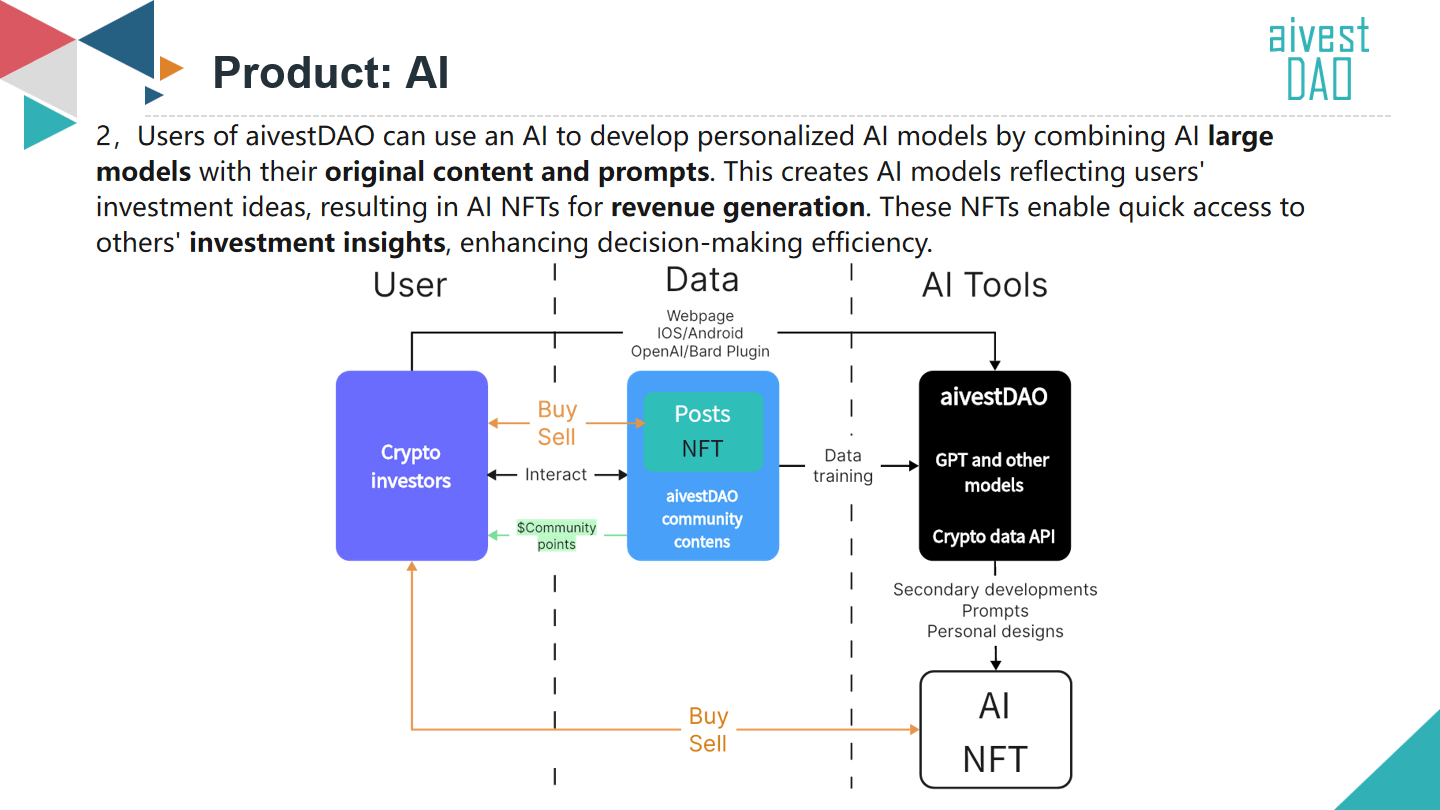 aivest
DAO
Product: AI
2，Users of aivestDAO can use an AI to develop personalized AI models by combining AI large
models with their original content and prompts. This creates AI models reflecting users'
investment ideas, resulting in AI NFTs for revenue generation. These NFTs enable quick access to
others' investment insights, enhancing decision-making efficiency.
User
Data
AI Tools
Webpage
IOS/Android
OpenAI/Bard Plugin
Crypto
investors
Buy
Sell
Interact
$Community
points
Posts
NFT
aivestDAO
community
contens
Data
training
aivestDAO
GPT and other
models
Crypto data API
Secondary developments
Prompts
Personal designs
Buy
Sell
AI
NFT